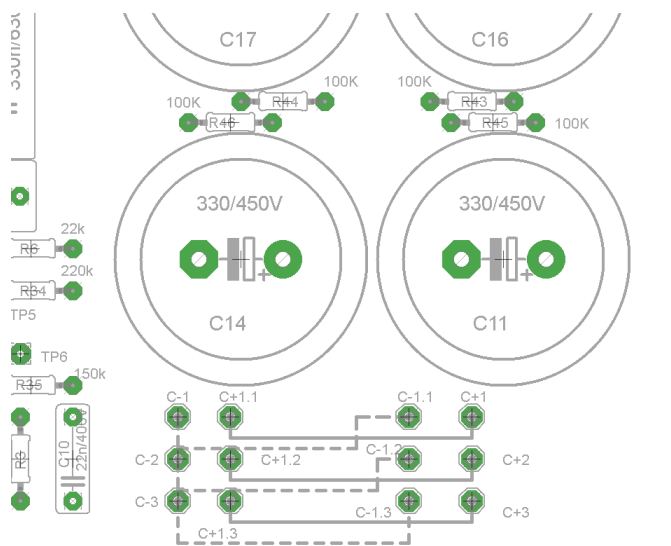 330n/630
C17
C16
100K
100K
R44
R43
100K
R46
R45
100K
330/450V
330/450V
22k
R6
220k
R34
TP5
C14
C11
TP6
150k
R35
C-1
C+1.1
C-1.1
C+1
R3
C10
22n/400V
C-2
C+1.2
C-1.2
C+2
C-3
C+1.3
C-1.3
C+3